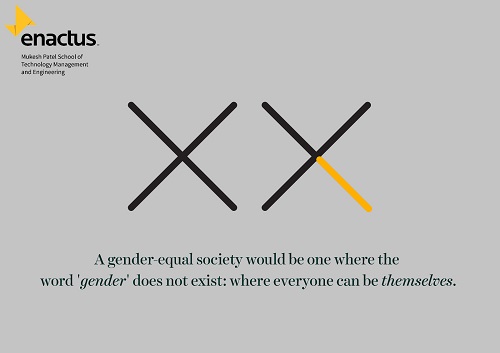 enactus.
Mukesh Patel School of
Technology Management
and Engineering
A gender-equal society would be one where the
word 'gender' does not exist: where everyone can be themselves.